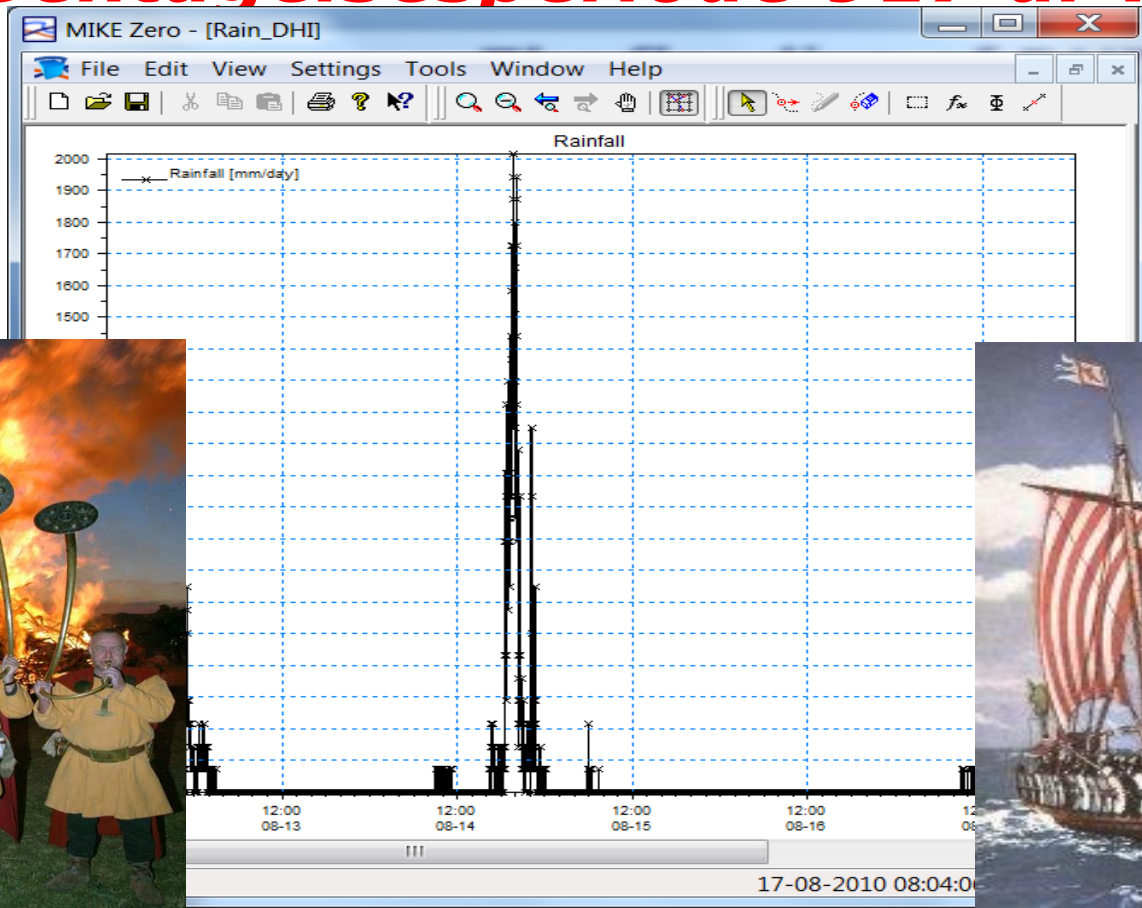 MIKE Zero - [Rain_DHI]
File Edit View Settings Tools Window Help
Rainfall
2000
Rainfall [mm/day]
1900
1800
1700
1600
1500
12:00 12:00 12:00 12:00
08-13 08-14 08-15 08-16
17-08-2010 08:04:0